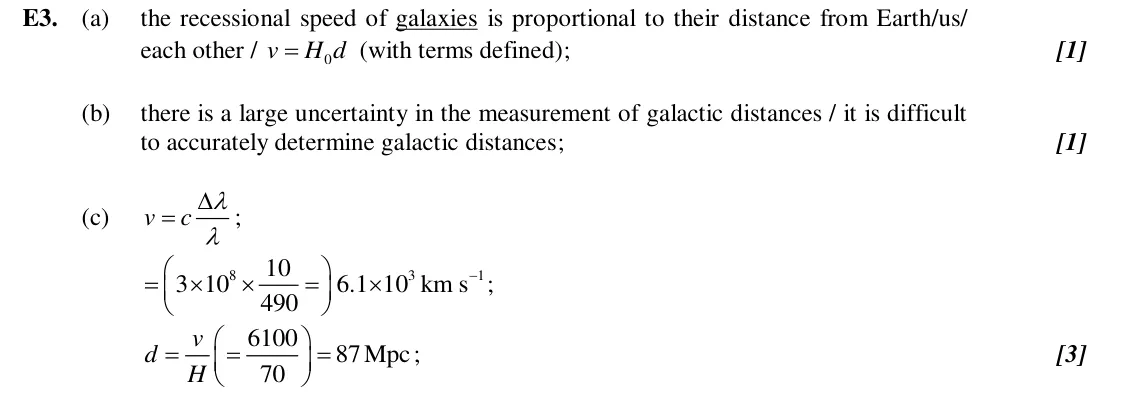 E3. (a) the recessional speed of galaxies is proportional to their distance from Earth/us/
each other / v = H₀d (with terms defined); [1]
(b) there is a large uncertainty in the measurement of galactic distances / it is difficult
to accurately determine galactic distances; [1]
(c) v = c Δλ/λ ;
= (3×10⁸ × 10/490 =) 6.1×10³ km s⁻¹ ;
d = v/H (= 6100/70) = 87 Mpc ; [3]